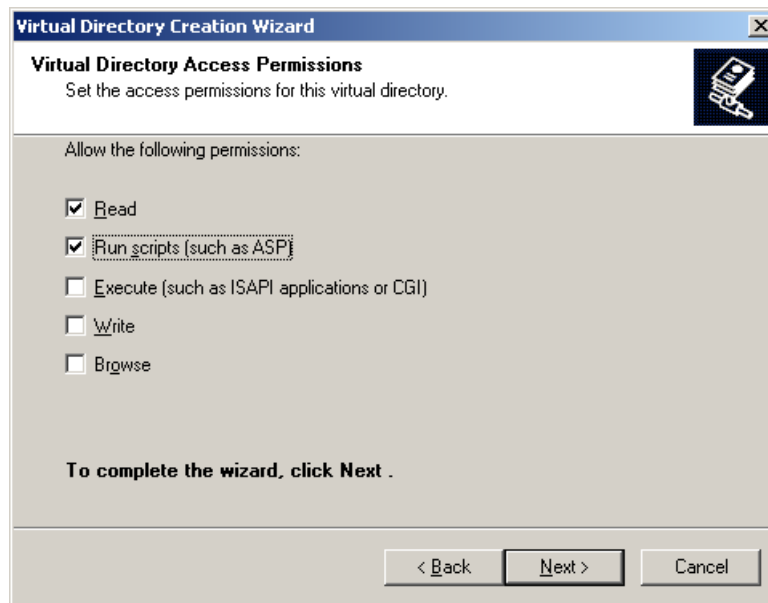 Virtual Directory Creation Wizard
Virtual Directory Access Permissions
Set the access permissions for this virtual directory.
Allow the following permissions:
Read
Run scripts (such as ASP)
Execute (such as ISAPI applications or CGI)
Write
Browse
To complete the wizard, click Next .
< Back Next > Cancel